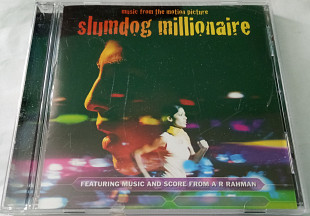 music from the motion picture
slumdog millionaire
FEATURING MUSIC AND SCORE FROM A R RAHMAN